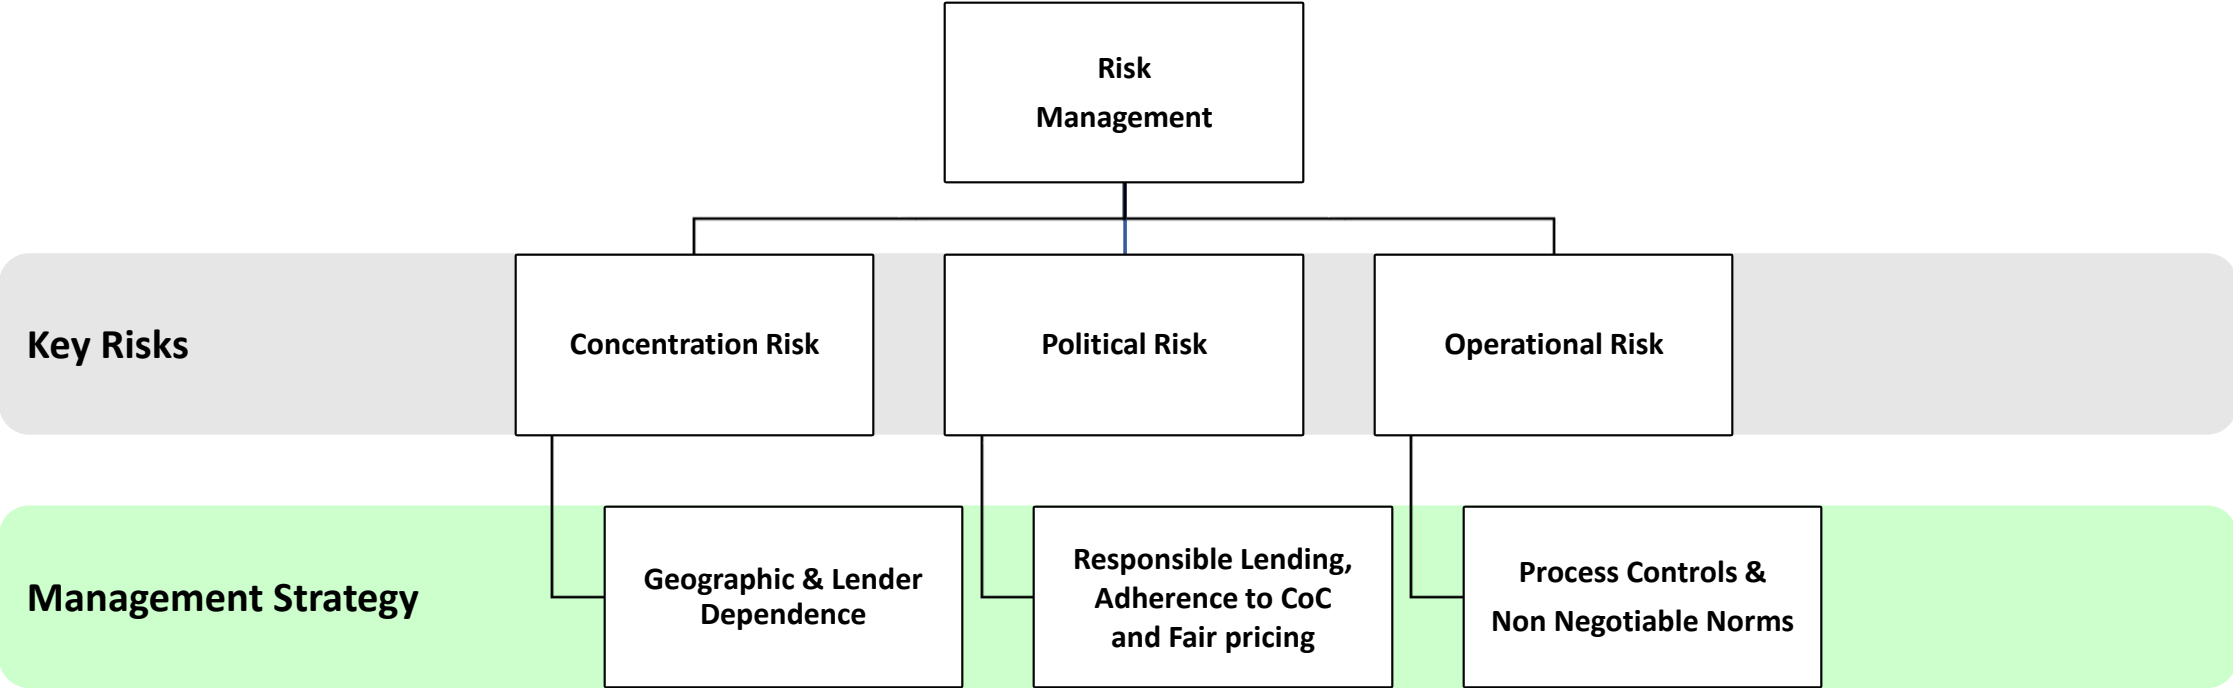 Risk
Management
Key Risks
Concentration Risk
Political Risk
Operational Risk
Management Strategy
Geographic & Lender
Dependence
Responsible Lending,
Adherence to CoC
and Fair pricing
Process Controls &
Non Negotiable Norms